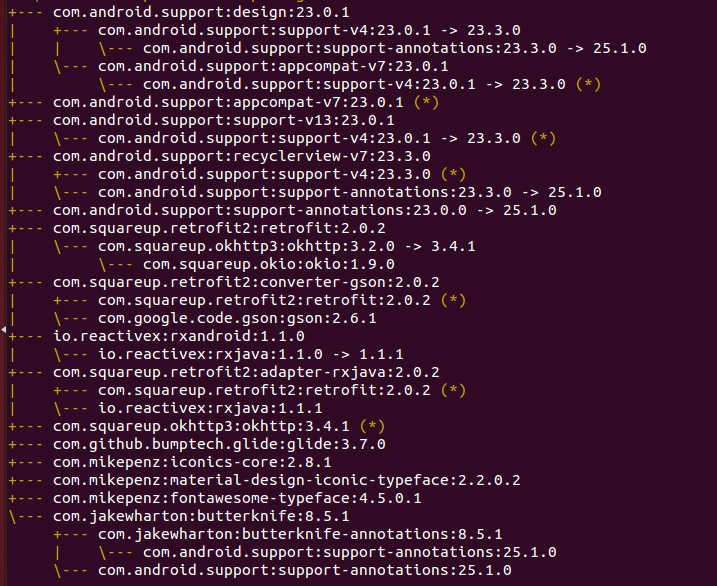 +--- com.android.support:design:23.0.1
|    +--- com.android.support:support-v4:23.0.1 -> 23.3.0
|    |    \--- com.android.support:support-annotations:23.3.0 -> 25.1.0
|    \--- com.android.support:appcompat-v7:23.0.1
|         \--- com.android.support:support-v4:23.0.1 -> 23.3.0 (*)
+--- com.android.support:appcompat-v7:23.0.1 (*)
+--- com.android.support:support-v13:23.0.1
|    \--- com.android.support:support-v4:23.0.1 -> 23.3.0 (*)
+--- com.android.support:recyclerview-v7:23.3.0
|    +--- com.android.support:support-v4:23.3.0 (*)
|    \--- com.android.support:support-annotations:23.3.0 -> 25.1.0
+--- com.android.support:support-annotations:23.0.0 -> 25.1.0
+--- com.squareup.retrofit2:retrofit:2.0.2
|    \--- com.squareup.okhttp3:okhttp:3.2.0 -> 3.4.1
|         \--- com.squareup.okio:okio:1.9.0
+--- com.squareup.retrofit2:converter-gson:2.0.2
|    +--- com.squareup.retrofit2:retrofit:2.0.2 (*)
|    \--- com.google.code.gson:gson:2.6.1
+--- io.reactivex:rxandroid:1.1.0
|    \--- io.reactivex:rxjava:1.1.0 -> 1.1.1
+--- com.squareup.retrofit2:adapter-rxjava:2.0.2
|    +--- com.squareup.retrofit2:retrofit:2.0.2 (*)
|    \--- io.reactivex:rxjava:1.1.1
+--- com.squareup.okhttp3:okhttp:3.4.1 (*)
+--- com.github.bumptech.glide:glide:3.7.0
+--- com.mikepenz:iconics-core:2.8.1
+--- com.mikepenz:material-design-iconic-typeface:2.2.0.2
+--- com.mikepenz:fontawesome-typeface:4.5.0.1
\--- com.jakewharton:butterknife:8.5.1
     +--- com.jakewharton:butterknife-annotations:8.5.1
     |    \--- com.android.support:support-annotations:25.1.0
     \--- com.android.support:support-annotations:25.1.0